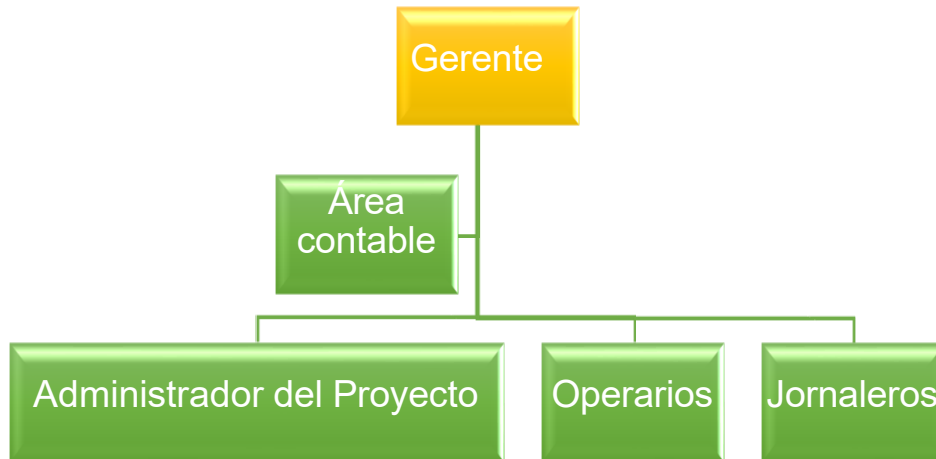 Gerente
Área
contable
Administrador del Proyecto
Operarios
Jornaleros